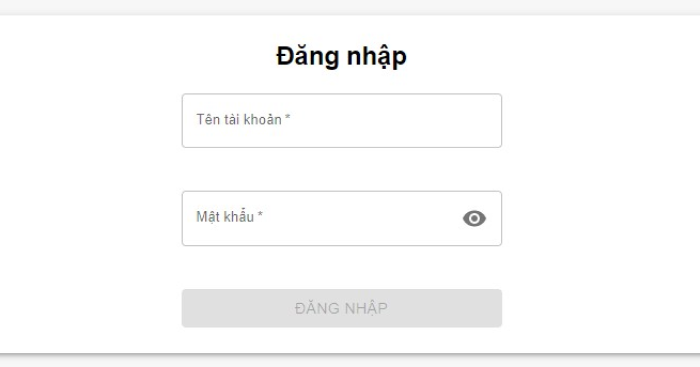 Đăng nhập
Tên tài khoản *
Mật khẩu *
ĐĂNG NHẬP